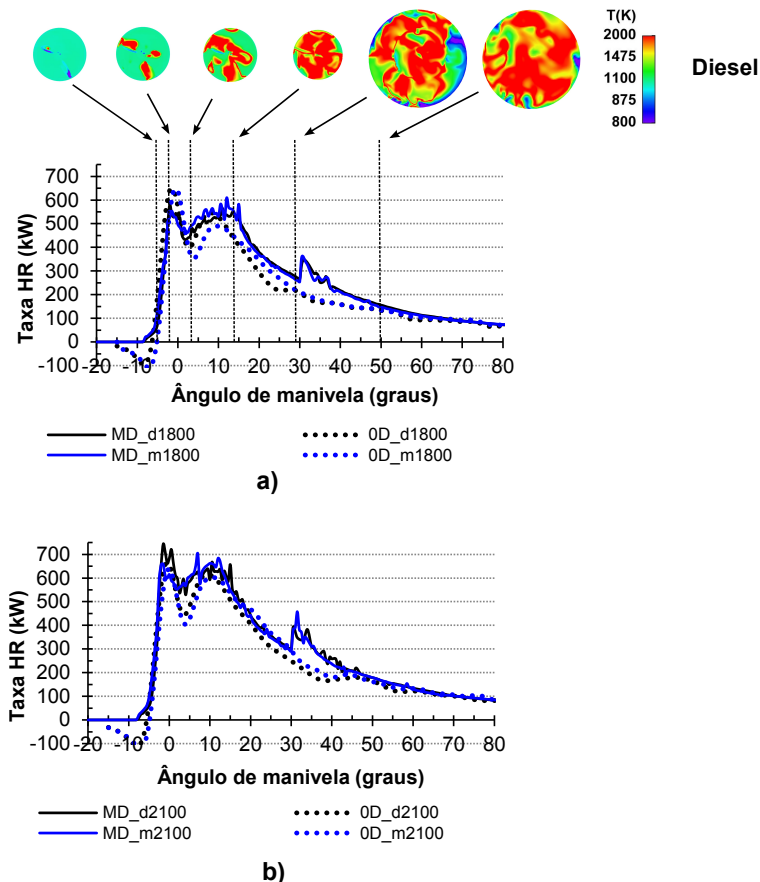 T(K)
2000
1475
1100
875
800
Diesel
700
600
500
400
300
200
100
0
-100
-20 -10 0 10 20 30 40 50 60 70 80
Taxa HR (kW)
Ângulo de manivela (graus)
MD_d1800 0D_d1800
MD_m1800 0D_m1800
a)
700
600
500
400
300
200
100
0
-100
-20 -10 0 10 20 30 40 50 60 70 80
Taxa HR (kW)
Ângulo de manivela (graus)
MD_d2100 0D_d2100
MD_m2100 0D_m2100
b)